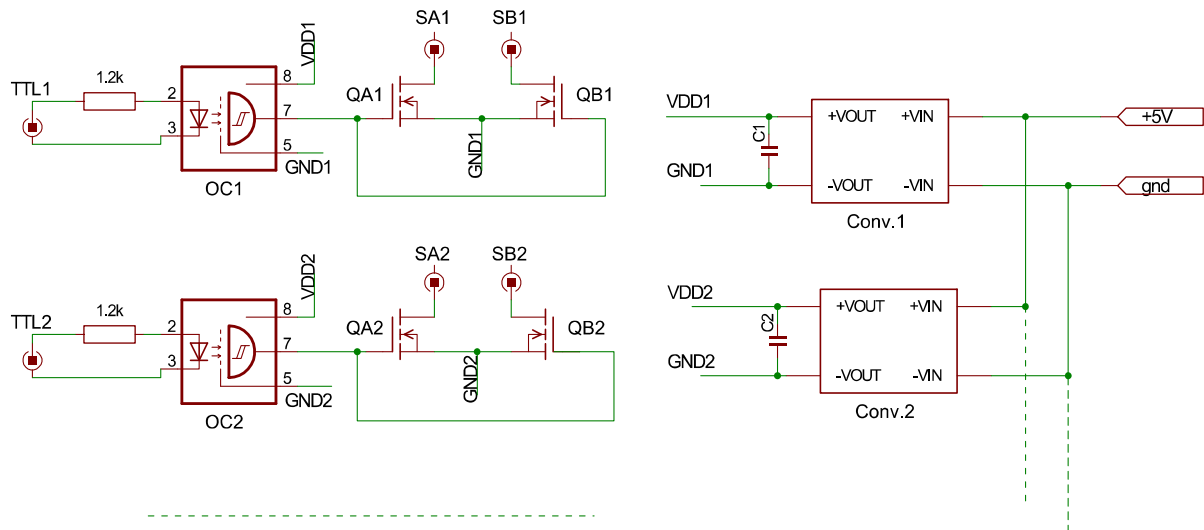 SA1 SB1
VDD1
TTL1 1.2k 2 8 QA1 QB1
7
3 5
GND1 GND1
OC1
VDD1 +VOUT +VIN +5V
C1
GND1 -VOUT -VIN gnd
Conv.1
SA2 SB2
VDD2
TTL2 1.2k 2 8 QA2 QB2
7
3 5
GND2 GND2
OC2
VDD2 +VOUT +VIN
C2
GND2 -VOUT -VIN
Conv.2